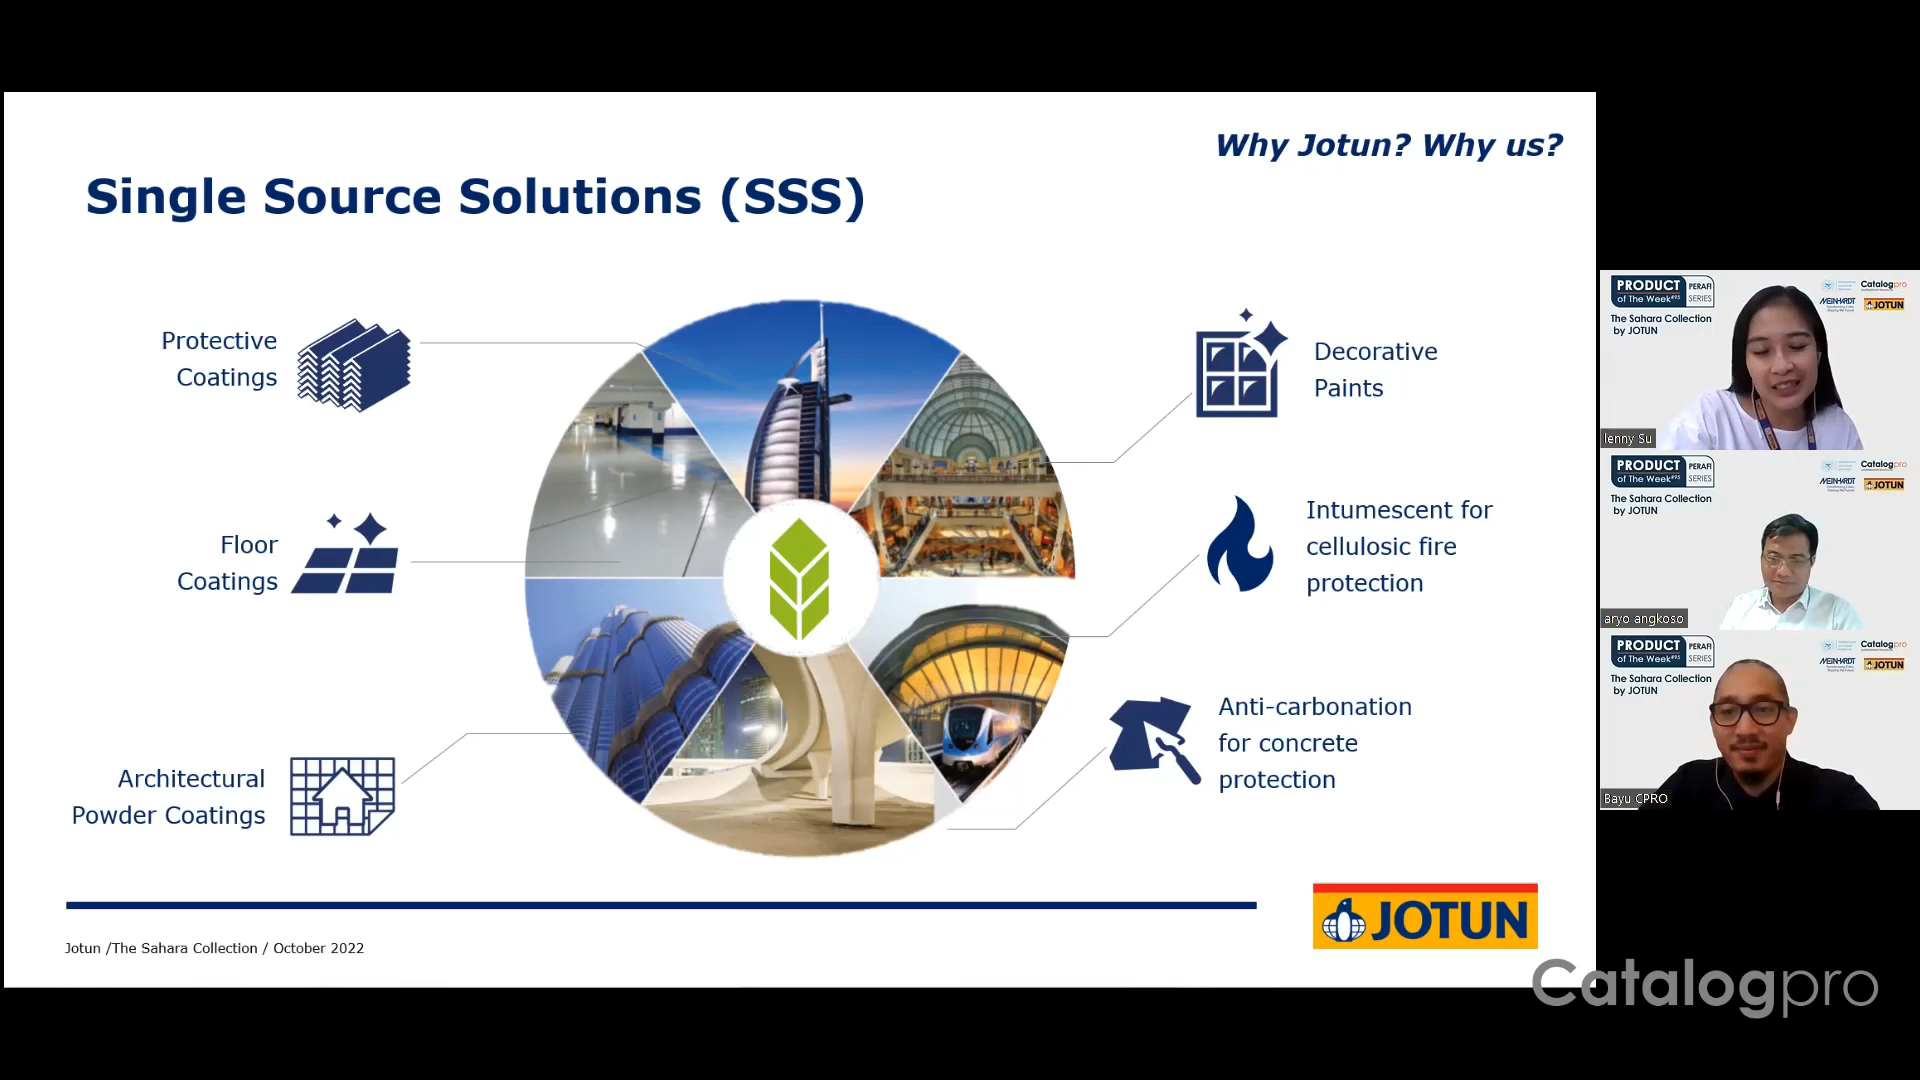 Why Jotun? Why us?
Single Source Solutions (SSS)
Protective
Coatings
Floor
Coatings
Architectural
Powder Coatings
Decorative
Paints
Intumescent for
cellulosic fire
protection
Anti-carbonation
for concrete
protection
JOTUN
Jotun /The Sahara Collection / October 2022
PRODUCT
of The Week#95
PERAFI
SERIES
Catalogpro
MEINHARDT
JOTUN
The Sahara Collection
by JOTUN
lenny Su
PRODUCT
of The Week#95
PERAFI
SERIES
Catalogpro
MEINHARDT
JOTUN
The Sahara Collection
by JOTUN
aryo angkoso
PRODUCT
of The Week#95
PERAFI
SERIES
Catalogpro
MEINHARDT
JOTUN
The Sahara Collection
by JOTUN
Bayu CPRO
Catalogpro